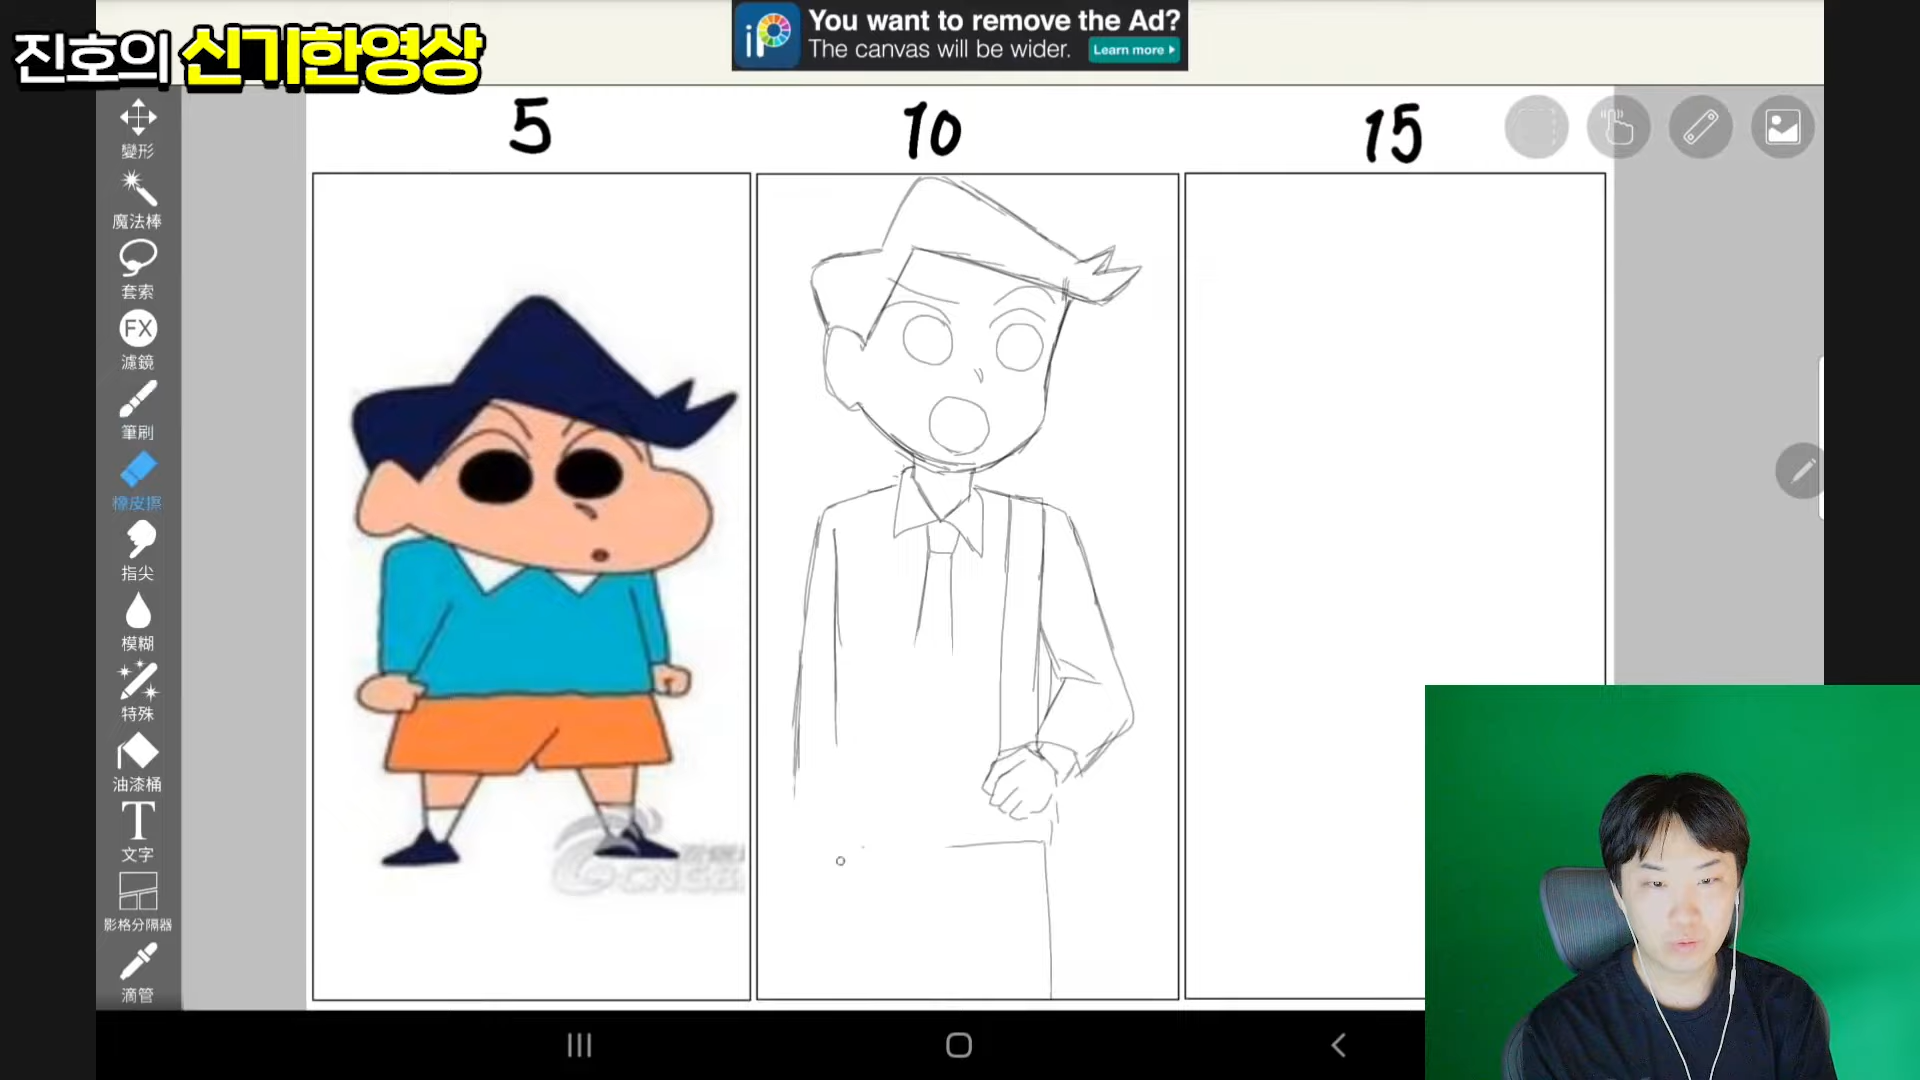 진호의 신기한영상
You want to remove the Ad?
The canvas will be wider. Learn more
5 10 15
變形
魔法棒
套索
FX
濾鏡
筆刷
橡皮擦
指尖
模糊
特殊
油漆桶
T
文字
影格分隔器
滴管